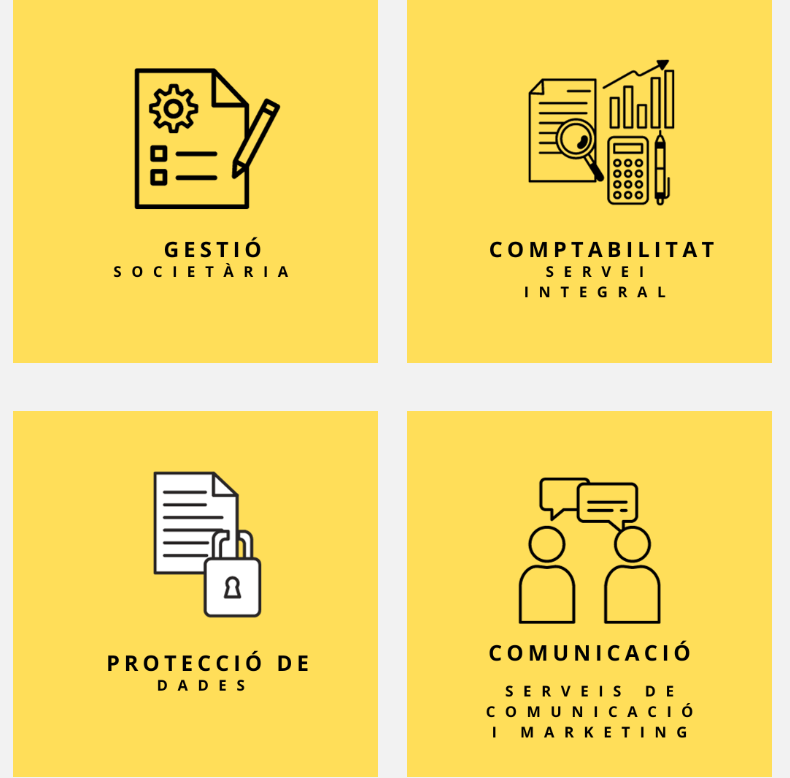 GESTIÓ
SOCIETÀRIA
COMPTABILITAT
SERVEI
INTEGRAL
PROTECCIÓ DE
DADES
COMUNICACIÓ
SERVEIS DE
COMUNICACIÓ
I MARKETING